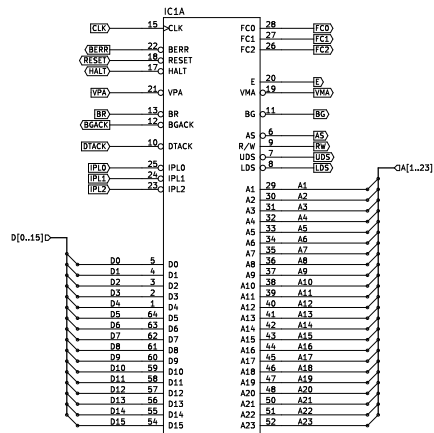 IC1A
CLK 15 CLK FC0 28 FC0
FC1 27 FC1
BERR 22 BERR FC2 26 FC2
RESET 18 RESET
HALT 17 HALT
E 20 E
VPA 21 VPA VMA 19 VMA
BR 13 BR BG 11 BG
BGACK 12 BGACK
AS 6 AS
DTACK 10 DTACK R/W 9 RW
UDS 7 UDS
IPL0 25 IPL0 LDS 8 LDS
A[1..23]
IPL1 24 IPL1
IPL2 23 IPL2
A1 29 A1
A2 30 A2
A3 31 A3
A4 32 A4
A5 33 A5
D[0..15]
A6 34 A6
A7 35 A7
D0 5 D0 A8 36 A8
D1 4 D1 A9 37 A9
D2 3 D2 A10 38 A10
D3 2 D3 A11 39 A11
D4 1 D4 A12 40 A12
D5 64 D5 A13 41 A13
D6 63 D6 A14 42 A14
D7 62 D7 A15 43 A15
D8 61 D8 A16 44 A16
D9 60 D9 A17 45 A17
D10 59 D10 A18 46 A18
D11 58 D11 A19 47 A19
D12 57 D12 A20 48 A20
D13 56 D13 A21 50 A21
D14 55 D14 A22 51 A22
D15 54 D15 A23 52 A23